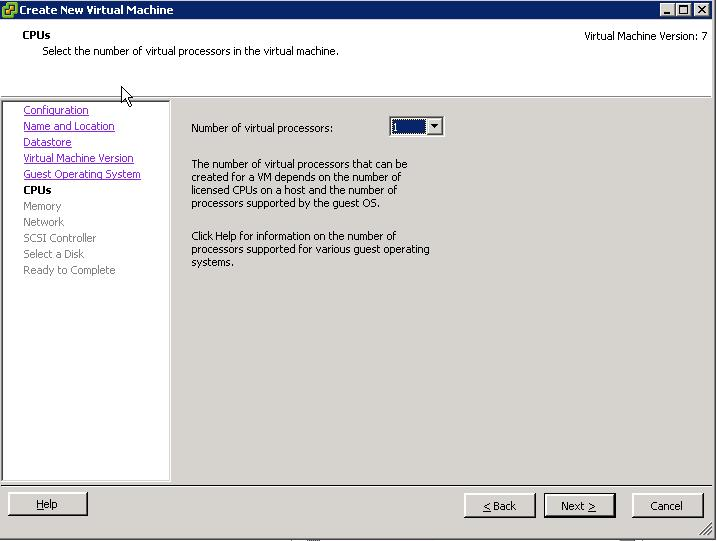 Create New Virtual Machine
CPUs
Select the number of virtual processors in the virtual machine.
Virtual Machine Version: 7
Configuration
Name and Location
Datastore
Virtual Machine Version
Guest Operating System
CPUs
Memory
Network
SCSI Controller
Select a Disk
Ready to Complete
Number of virtual processors:
1
The number of virtual processors that can be
created for a VM depends on the number of
licensed CPUs on a host and the number of
processors supported by the guest OS.
Click Help for information on the number of
processors supported for various guest operating
systems.
Help
< Back
Next >
Cancel